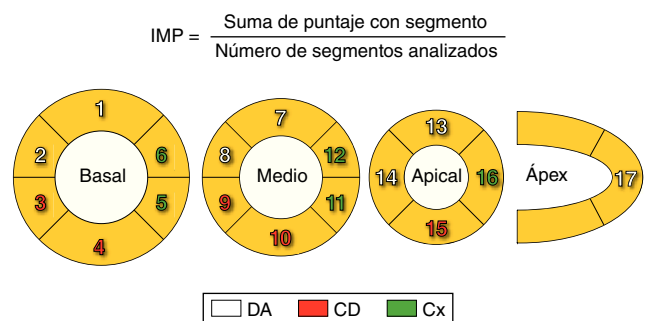 IMP = Suma de puntaje con segmento
Número de segmentos analizados
1
2
3
4
5
6
Basal
7
8
9
10
11
12
Medio
13
14
15
16
Apical
Ápex
17
DA
CD
Cx